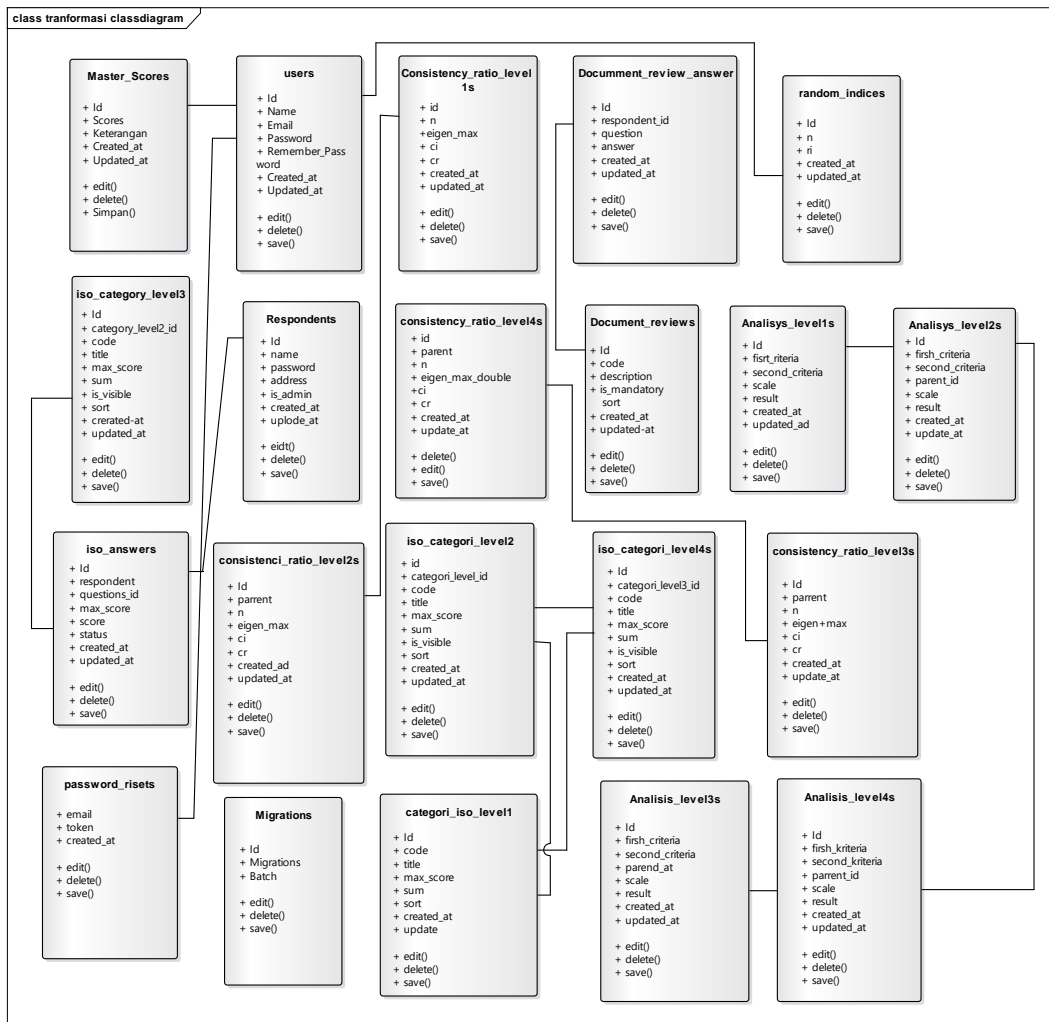 class tranformasi classdiagram
Master_Scores
+ Id
+ Scores
+ Keterangan
+ Created_at
+ Updated_at
+ edit()
+ delete()
+ Simpan()
users
+ Id
+ Name
+ Email
+ Password
+ Remember_Pass
word
+ Created_at
+ Updated_at
+ edit()
+ delete()
+ save()
Consistency_ratio_level
1s
+ id
+ n
+eigen_max
+ ci
+ cr
+ created_at
+ updated_at
+ edit()
+ delete()
+ save()
Documment_review_answer
+ Id
+ respondent_id
+ question
+ answer
+ created_at
+ updated_at
+ edit()
+ delete()
+ save()
random_indices
+ Id
+ n
+ ri
+ created_at
+ updated_at
+ edit()
+ delete()
+ save()
iso_category_level3
+ Id
+ category_level2_id
+ code
+ title
+ max_score
+ sum
+ is_visible
+ sort
+ crerated-at
+ updated_at
+ edit()
+ delete()
+ save()
Respondents
+ Id
+ name
+ password
+ address
+ is_admin
+ created_at
+ uplode_at
+ eidt()
+ delete()
+ save()
consistency_ratio_level4s
+ id
+ parent
+ n
+ eigen_max_double
+ci
+ cr
+ created_at
+ update_at
+ delete()
+ edit()
+ save()
Document_reviews
+ Id
+ code
+ description
+ is_mandatory
sort
+ created_at
+ updated-at
+ edit()
+ delete()
+ save()
Analisys_level1s
+ Id
+ fisrt_riteria
+ second_criteria
+ scale
+ result
+ created_at
+ updated_ad
+ edit()
+ delete()
+ save()
Analisys_level2s
+ Id
+ firsh_criteria
+ second_criteria
+ parent_id
+ scale
+ result
+ created_at
+ update_at
+ edit()
+ delete()
+ save()
iso_answers
+ Id
+ respondent
+ questions_id
+ max_score
+ score
+ status
+ created_at
+ updated_at
+ edit()
+ delete()
+ save()
consistenci_ratio_level2s
+ Id
+ parrent
+ n
+ eigen_max
+ ci
+ cr
+ created_ad
+ updated_at
+ edit()
+ delete()
+ save()
iso_categori_level2
+ id
+ categori_level_id
+ code
+ title
+ max_score
+ sum
+ is_visible
+ sort
+ created_at
+ updated_at
+ edit()
+ delete()
+ save()
iso_categori_level4s
+ Id
+ categori_level3_id
+ code
+ title
+ max_score
+ sum
+ is_visible
+ sort
+ created_at
+ updated_at
+ edit()
+ delete()
+ save()
consistency_ratio_level3s
+ Id
+ parrent
+ n
+ eigen+max
+ ci
+ cr
+ created_at
+ update_at
+ edit()
+ delete()
+ save()
password_risets
+ email
+ token
+ created_at
+ edit()
+ delete()
+ save()
Migrations
+ Id
+ Migrations
+ Batch
+ edit()
+ delete()
+ save()
categori_iso_level1
+ Id
+ code
+ title
+ max_score
+ sum
+ sort
+ created_at
+ update
+ edit()
+ delete()
+ save()
Analisis_level3s
+ Id
+ firsh_criteria
+ second_criteria
+ parend_at
+ scale
+ result
+ created_at
+ updated_at
+ edit()
+ delete()
+ save()
Analisis_level4s
+ Id
+ firsh_kriteria
+ second_kriteria
+ parent_id
+ scale
+ result
+ created_at
+ updated_at
+ edit()
+ delete()
+ save()